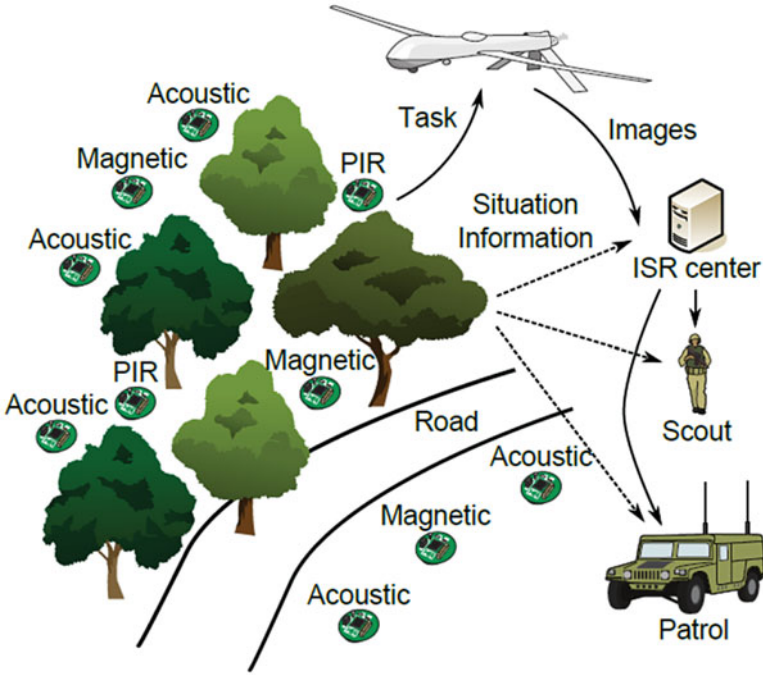 Acoustic
Task
Images
Magnetic
PIR
Situation
Information
Acoustic
ISR center
PIR
Magnetic
Acoustic
Road
Scout
Acoustic
Magnetic
Acoustic
Patrol